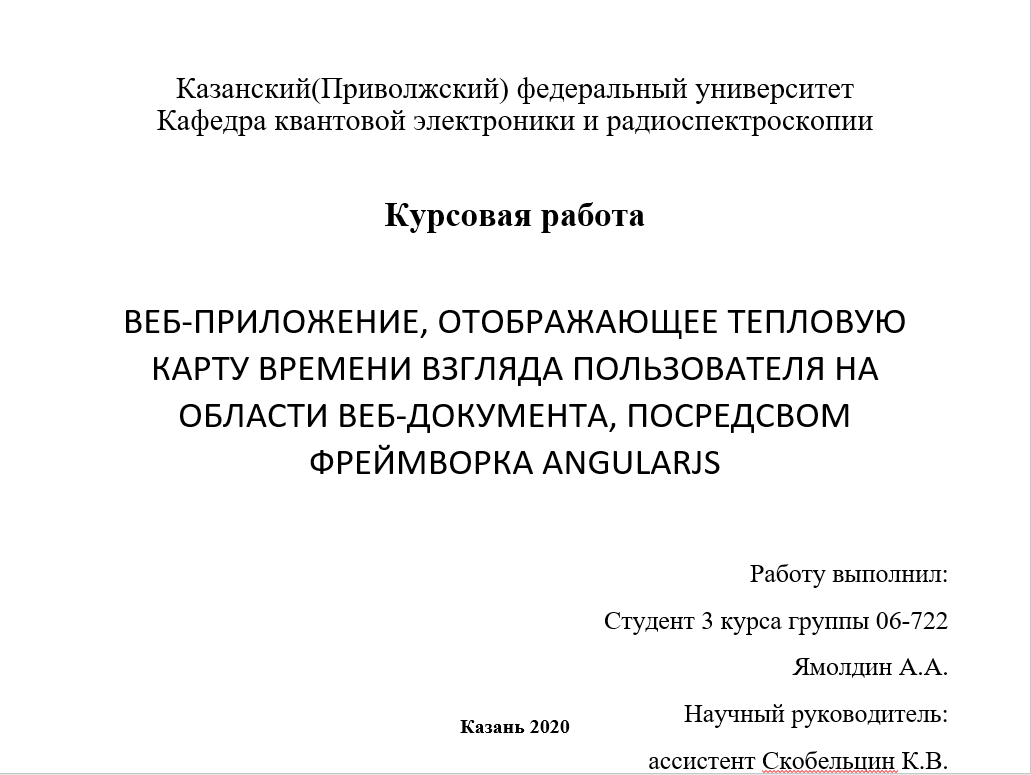 Казанский(Приволжский) федеральный университет
Кафедра квантовой электроники и радиоспектроскопии
Курсовая работа
ВЕБ-ПРИЛОЖЕНИЕ, ОТОБРАЖАЮЩЕЕ ТЕПЛОВУЮ
КАРТУ ВРЕМЕНИ ВЗГЛЯДА ПОЛЬЗОВАТЕЛЯ НА
ОБЛАСТИ ВЕБ-ДОКУМЕНТА, ПОСРЕДСВОМ
ФРЕЙМВОРКА ANGULARJS
Работу выполнил:
Студент 3 курса группы 06-722
Ямолдин А.А.
Научный руководитель:
Казань 2020
ассистент Скобельцин К.В.